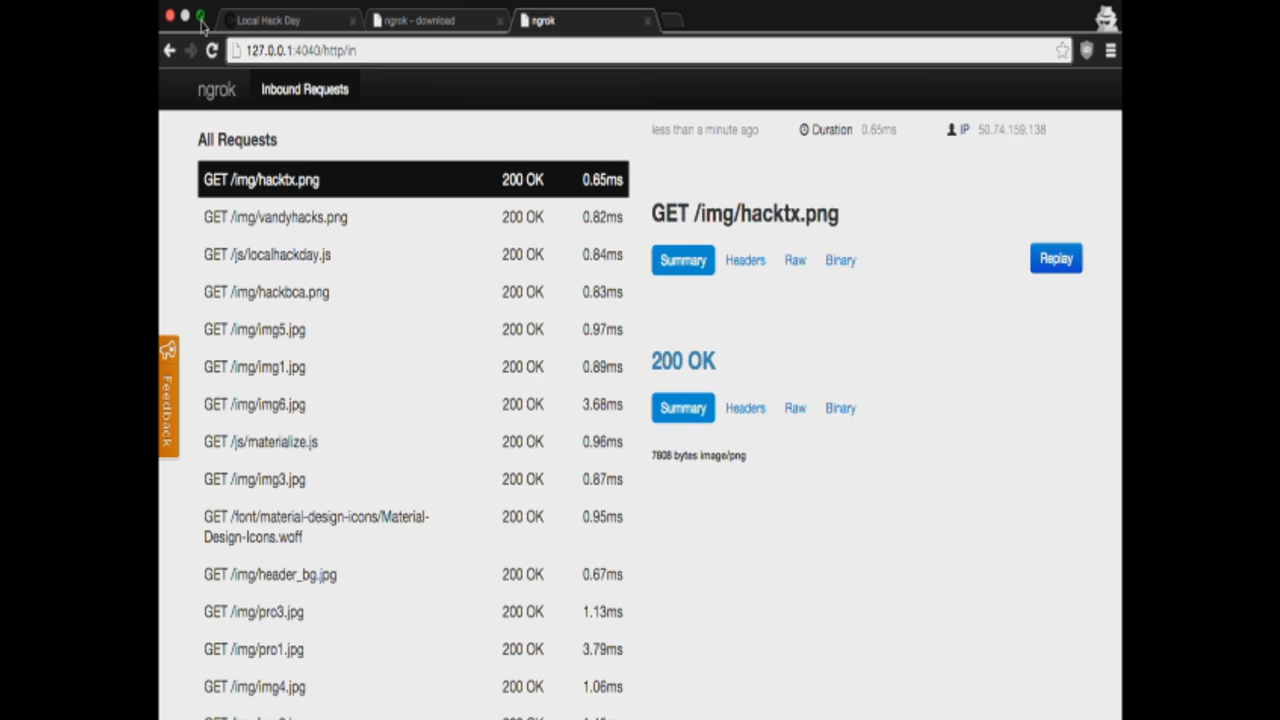 Local Hack Day
ngrok - download
ngrok
127.0.0.1:4040/http/in
ngrok
Inbound Requests
All Requests
less than a minute ago
Duration 0.65ms
IP 50.74.159.138
GET /img/hacktx.png 200 OK 0.65ms
GET /img/vandyhacks.png 200 OK 0.82ms
GET /js/localhackday.js 200 OK 0.84ms
GET /img/hackbca.png 200 OK 0.83ms
GET /img/img5.jpg 200 OK 0.97ms
GET /img/img1.jpg 200 OK 0.89ms
GET /img/img6.jpg 200 OK 3.68ms
GET /js/materialize.js 200 OK 0.96ms
GET /img/img3.jpg 200 OK 0.87ms
GET /font/material-design-icons/Material- 200 OK 0.95ms
Design-Icons.woff
GET /img/header_bg.jpg 200 OK 0.67ms
GET /img/pro3.jpg 200 OK 1.13ms
GET /img/pro1.jpg 200 OK 3.79ms
GET /img/img4.jpg 200 OK 1.06ms
GET /img/hacktx.png
Summary Headers Raw Binary
Replay
200 OK
Summary Headers Raw Binary
7808 bytes image/png
Feedback